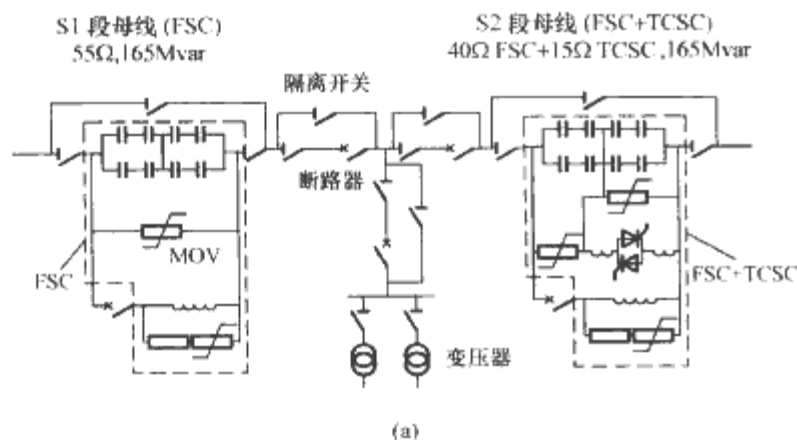 S1 段母线 (FSC)
55Ω,165Mvar
S2 段母线 (FSC+TCSC)
40Ω FSC+15Ω TCSC ,165Mvar
隔离开关
断路器
MOV
FSC
FSC+TCSC
变压器
(a)